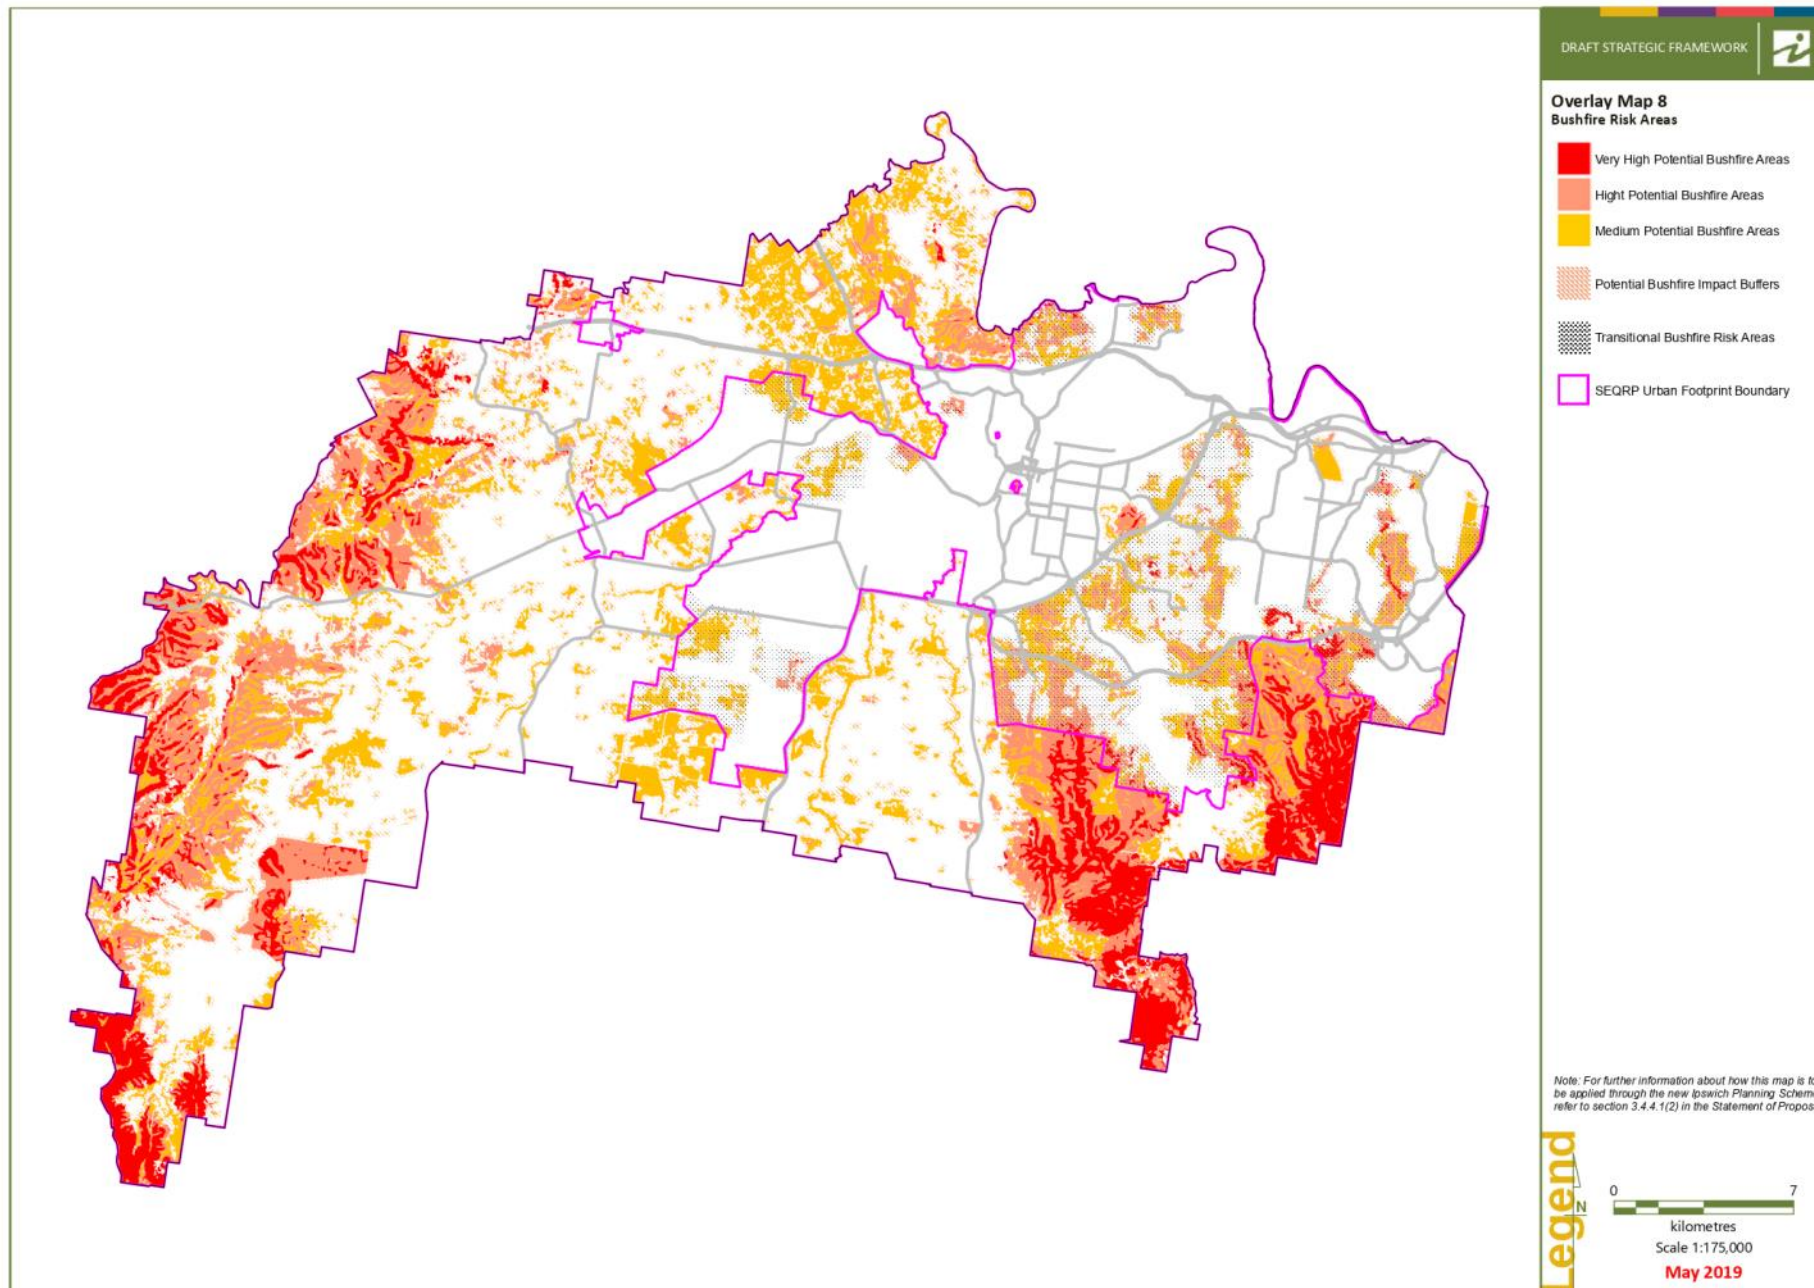 DRAFT STRATEGIC FRAMEWORK
Overlay Map 8
Bushfire Risk Areas
Very High Potential Bushfire Areas
Hight Potential Bushfire Areas
Medium Potential Bushfire Areas
Potential Bushfire Impact Buffers
Transitional Bushfire Risk Areas
SEQRP Urban Footprint Boundary
Note: For further information about how this map is to
be applied through the new Ipswich Planning Scheme
refer to section 3.4.4.1(2) in the Statement of Propos
Legend
N
0 7
kilometres
Scale 1:175,000
May 2019